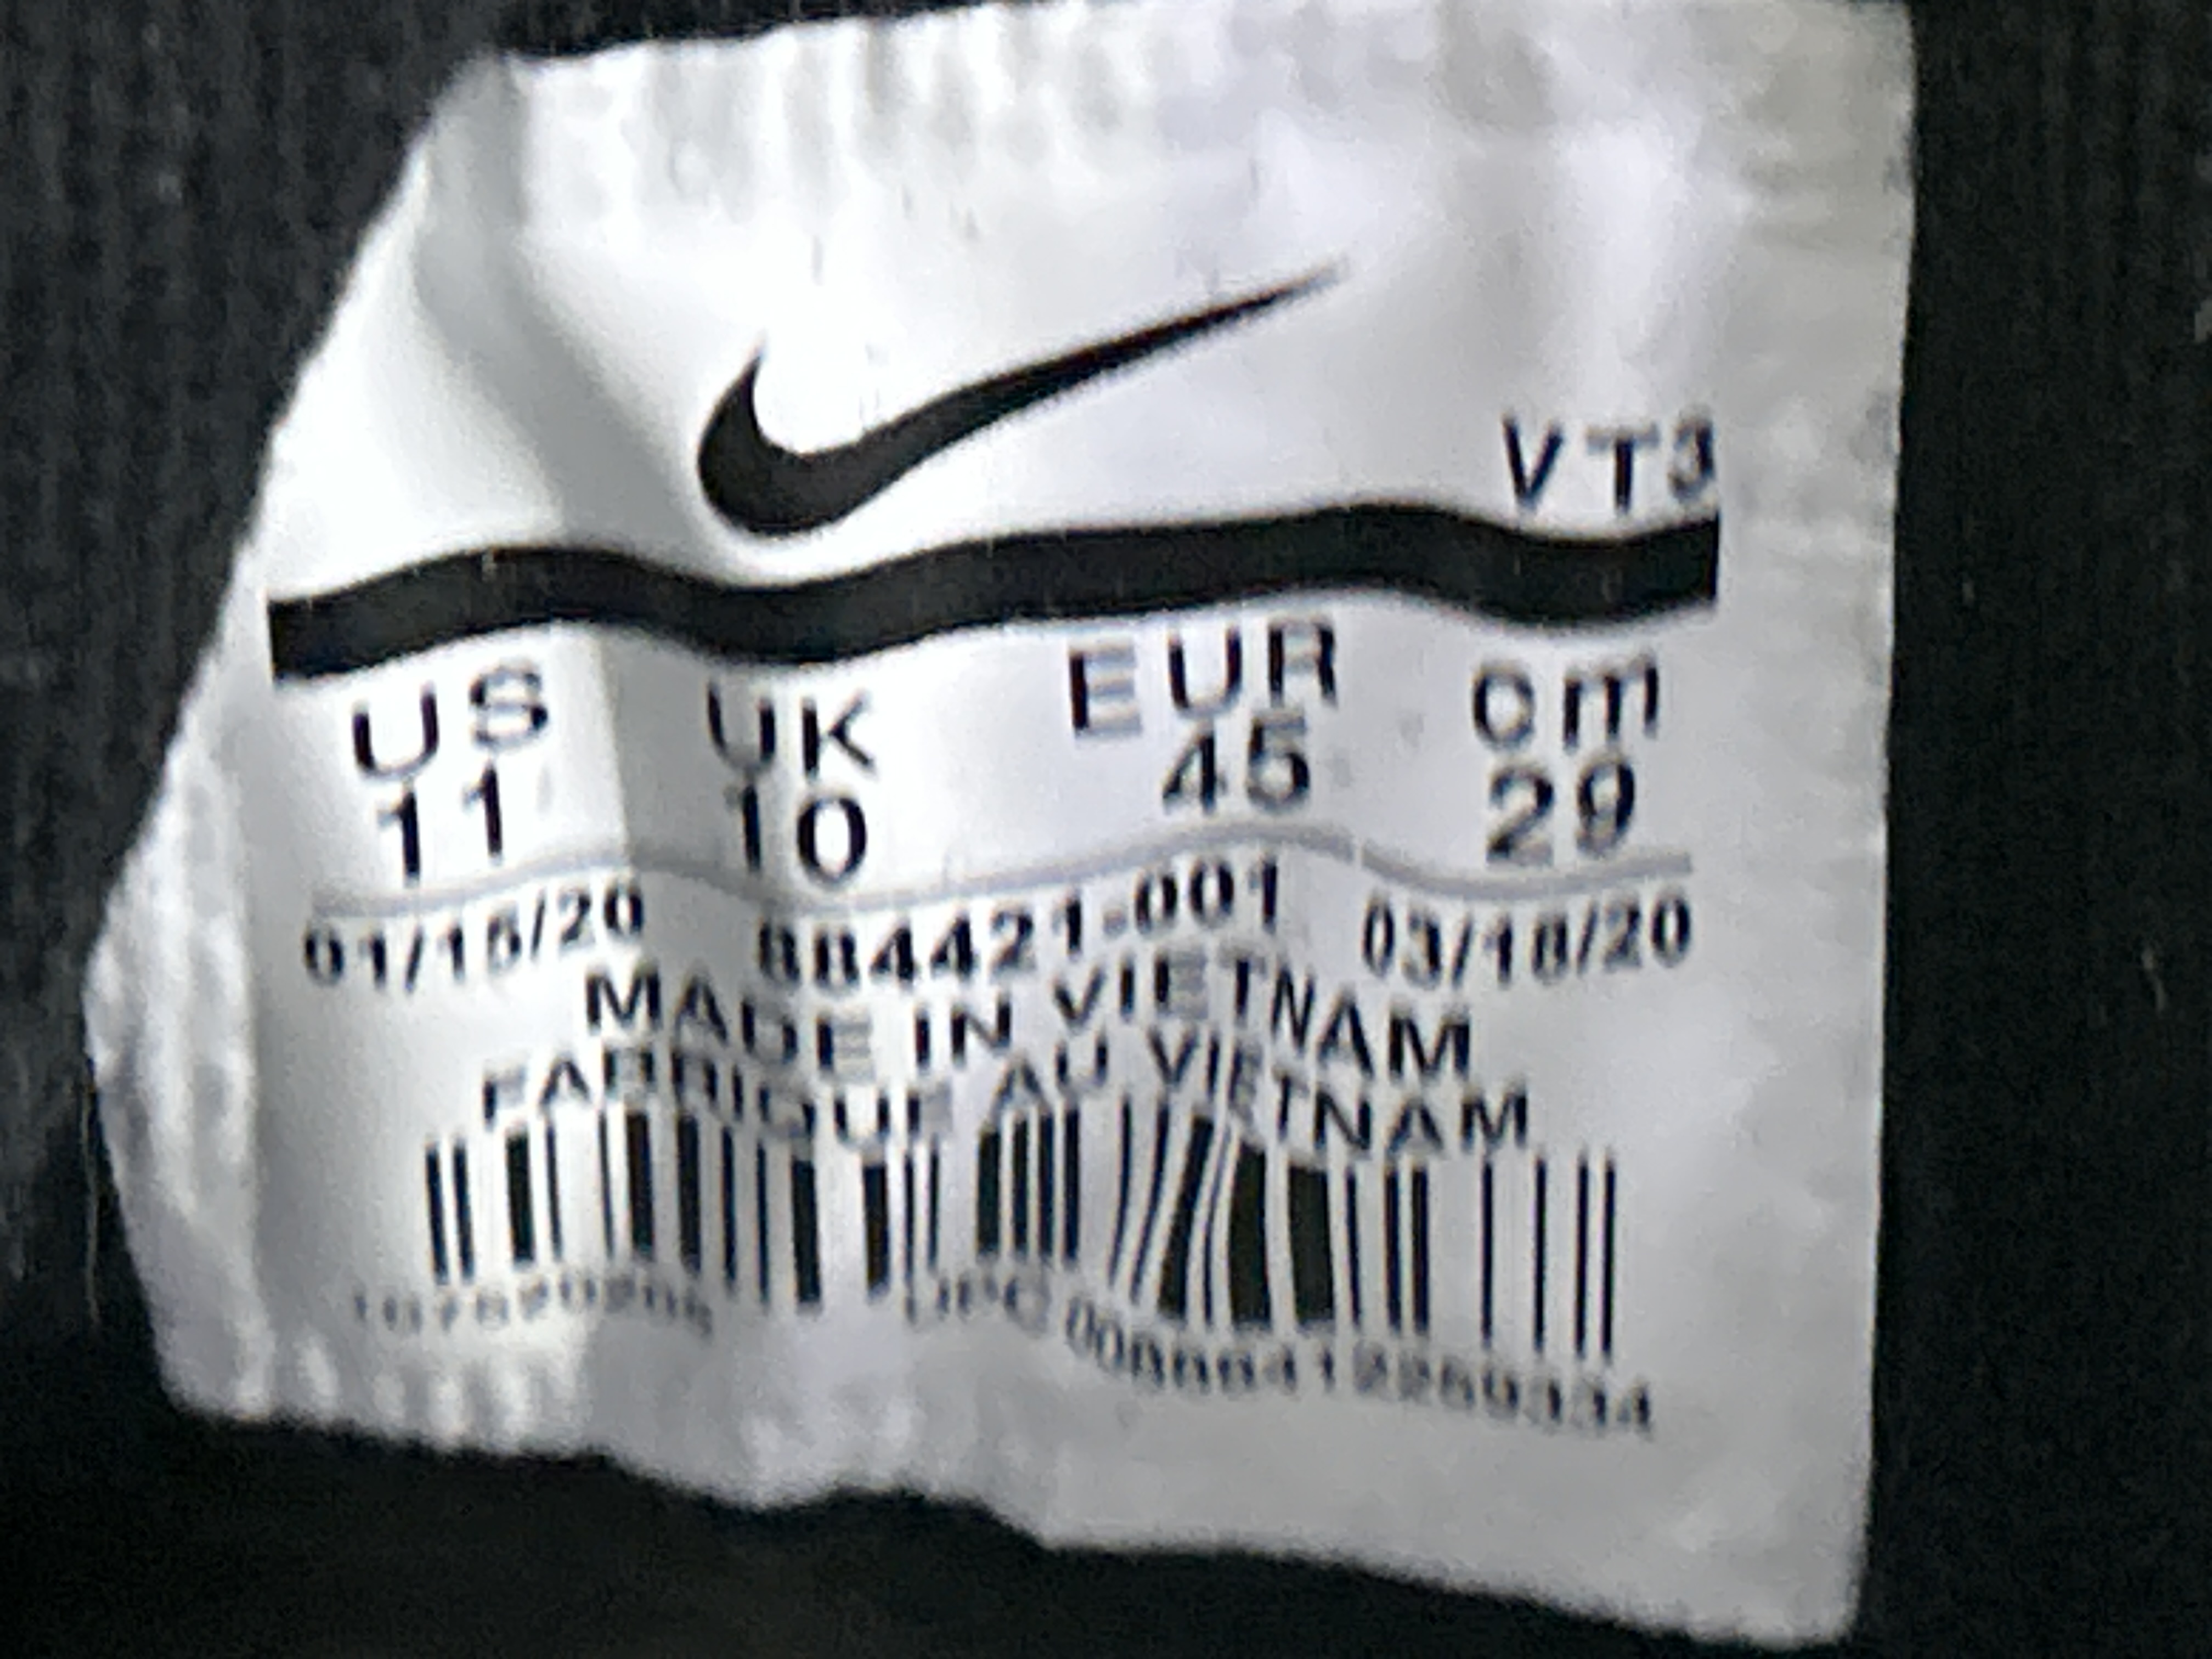 VT3
US UK EUR cm
11 10 45 29
01/15/20 884421-001 03/18/20
MADE IN VIETNAM
FABRIQUE AU VIETNAM
UPC